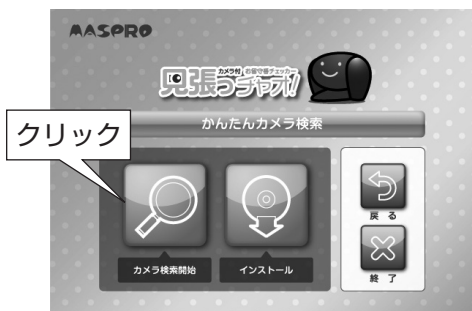 MASPRO
カメラ付 お留守番チェッカー
見張っチャオ!
かんたんカメラ検索
クリック
カメラ検索開始
インストール
戻る
終了